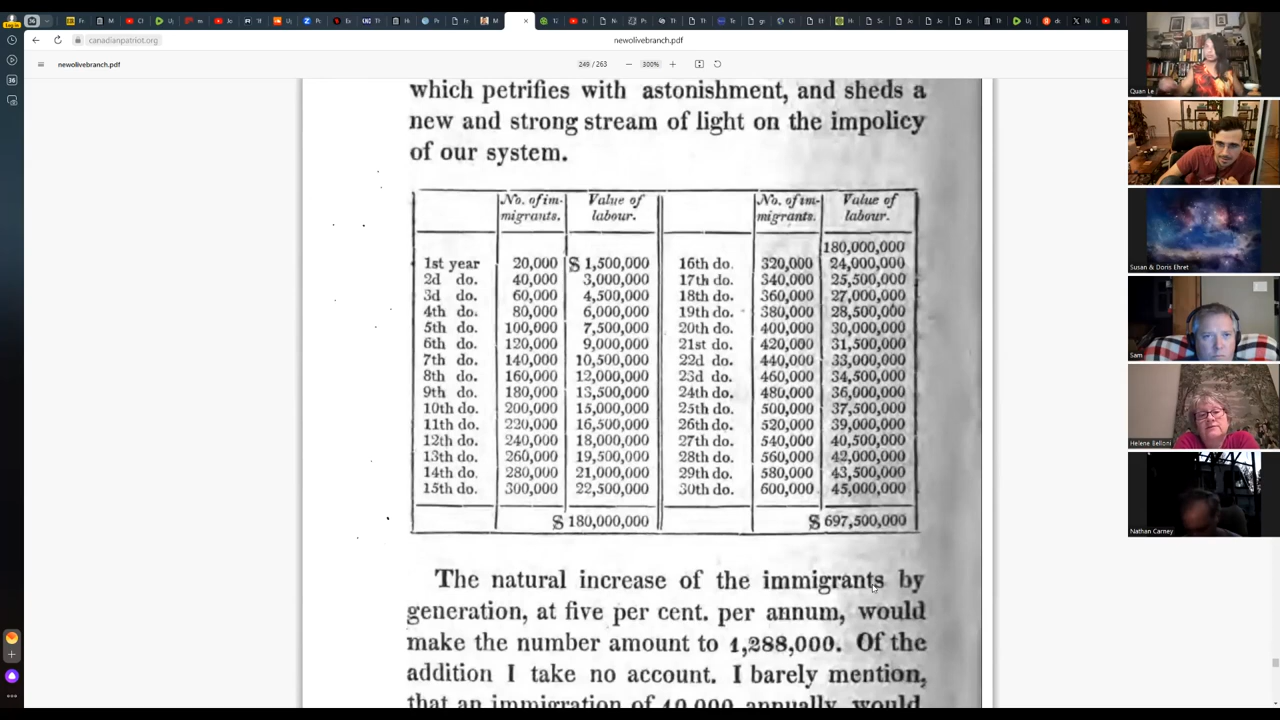 canadianpatriot.org
newolivebranch.pdf
newolivebranch.pdf
249 / 263
300%
which petrifies with astonishment, and sheds a
new and strong stream of light on the impolicy
of our system.
No. of im-migrants. Value of labour. No. of im-migrants. Value of labour.
180,000,000
1st year 20,000 $ 1,500,000 16th do. 320,000 24,000,000
2d do. 40,000 3,000,000 17th do. 340,000 25,500,000
3d do. 60,000 4,500,000 18th do. 360,000 27,000,000
4th do. 80,000 6,000,000 19th do. 380,000 28,500,000
5th do. 100,000 7,500,000 20th do. 400,000 30,000,000
6th do. 120,000 9,000,000 21st do. 420,000 31,500,000
7th do. 140,000 10,500,000 22d do. 440,000 33,000,000
8th do. 160,000 12,000,000 23d do. 460,000 34,500,000
9th do. 180,000 13,500,000 24th do. 480,000 36,000,000
10th do. 200,000 15,000,000 25th do. 500,000 37,500,000
11th do. 220,000 16,500,000 26th do. 520,000 39,000,000
12th do. 240,000 18,000,000 27th do. 540,000 40,500,000
13th do. 260,000 19,500,000 28th do. 560,000 42,000,000
14th do. 280,000 21,000,000 29th do. 580,000 43,500,000
15th do. 300,000 22,500,000 30th do. 600,000 45,000,000
$ 180,000,000 $ 697,500,000
The natural increase of the immigrants by
generation, at five per cent. per annum, would
make the number amount to 1,288,000. Of the
addition I take no account. I barely mention,
that an immigration of 40,000 annually would
Quan Le
Susan & Doris Ehret
Sam
Helene Belloni
Nathan Carney